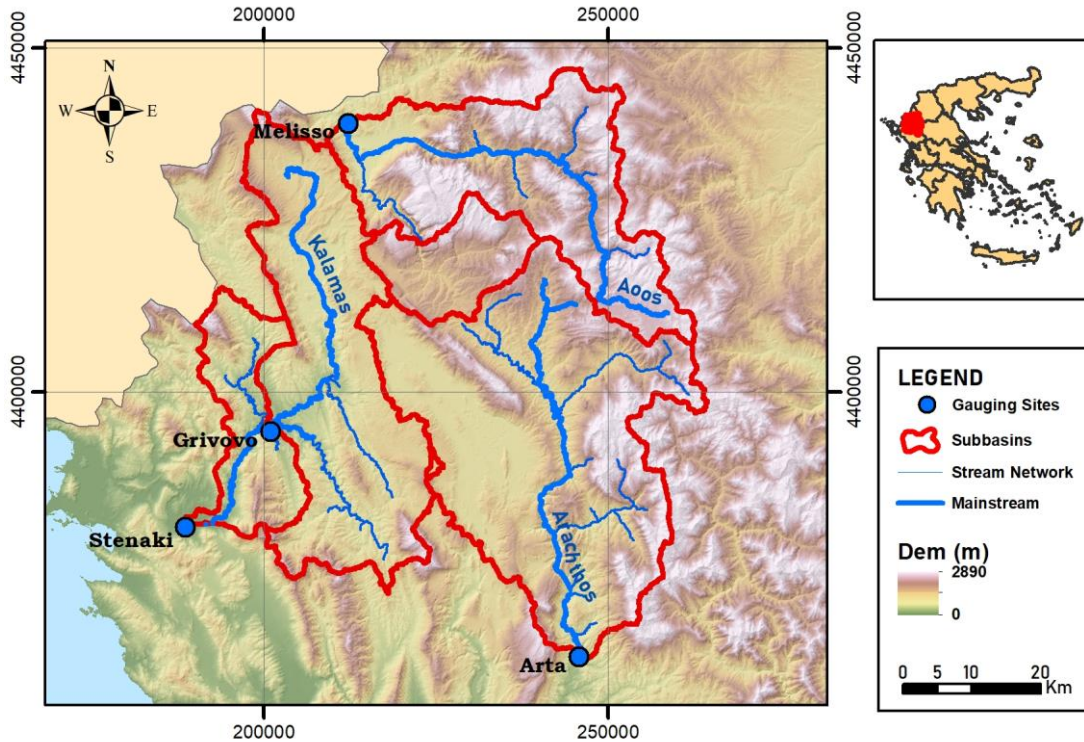 200000
250000
4450000
4450000
N
W
E
S
Melisso
Kalamas
Aoos
4400000
4400000
Grivovo
Stenaki
Arachthos
Arta
200000
250000
LEGEND
Gauging Sites
Subbasins
Stream Network
Mainstream
Dem (m)
2890
0
0 5 10 20
Km